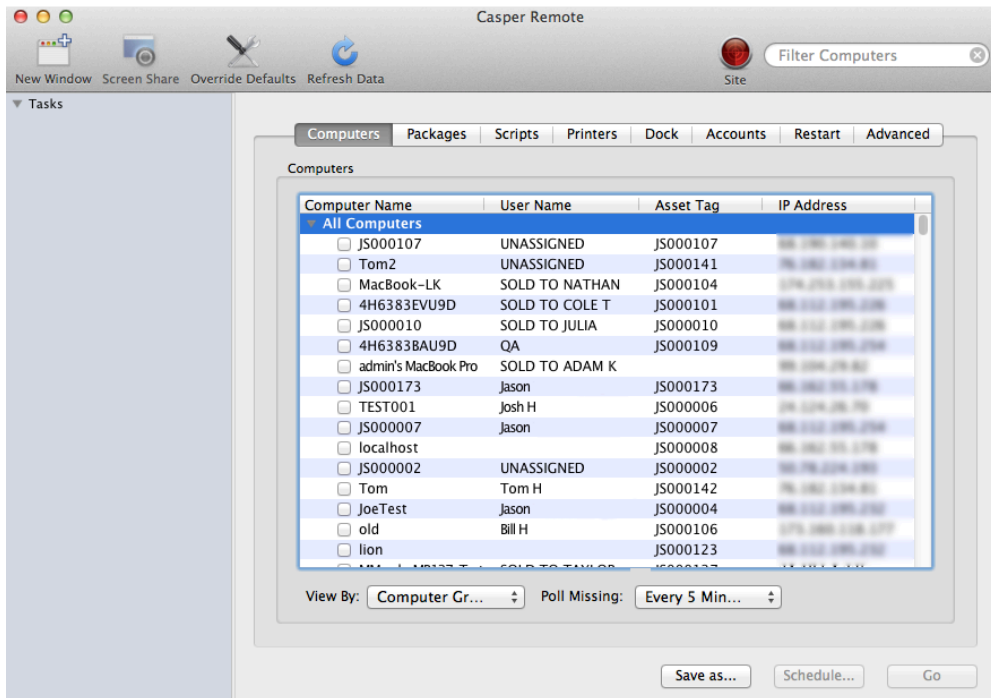 Casper Remote
New Window Screen Share Override Defaults Refresh Data Site Filter Computers
Tasks
Computers Packages Scripts Printers Dock Accounts Restart Advanced
Computers
Computer Name User Name Asset Tag IP Address
All Computers
JS000107 UNASSIGNED JS000107
Tom2 UNASSIGNED JS000141
MacBook-LK SOLD TO NATHAN JS000104
4H6383EVU9D SOLD TO COLE T JS000101
JS000010 SOLD TO JULIA JS000010
4H6383BAU9D QA JS000109
admin's MacBook Pro SOLD TO ADAM K
JS000173 Jason JS000173
TEST001 Josh H JS000006
JS000007 Jason JS000007
localhost JS000008
JS000002 UNASSIGNED JS000002
Tom Tom H JS000142
JoeTest Jason JS000004
old Bill H JS000106
lion JS000123
View By: Computer Gr... Poll Missing: Every 5 Min...
Save as... Schedule... Go